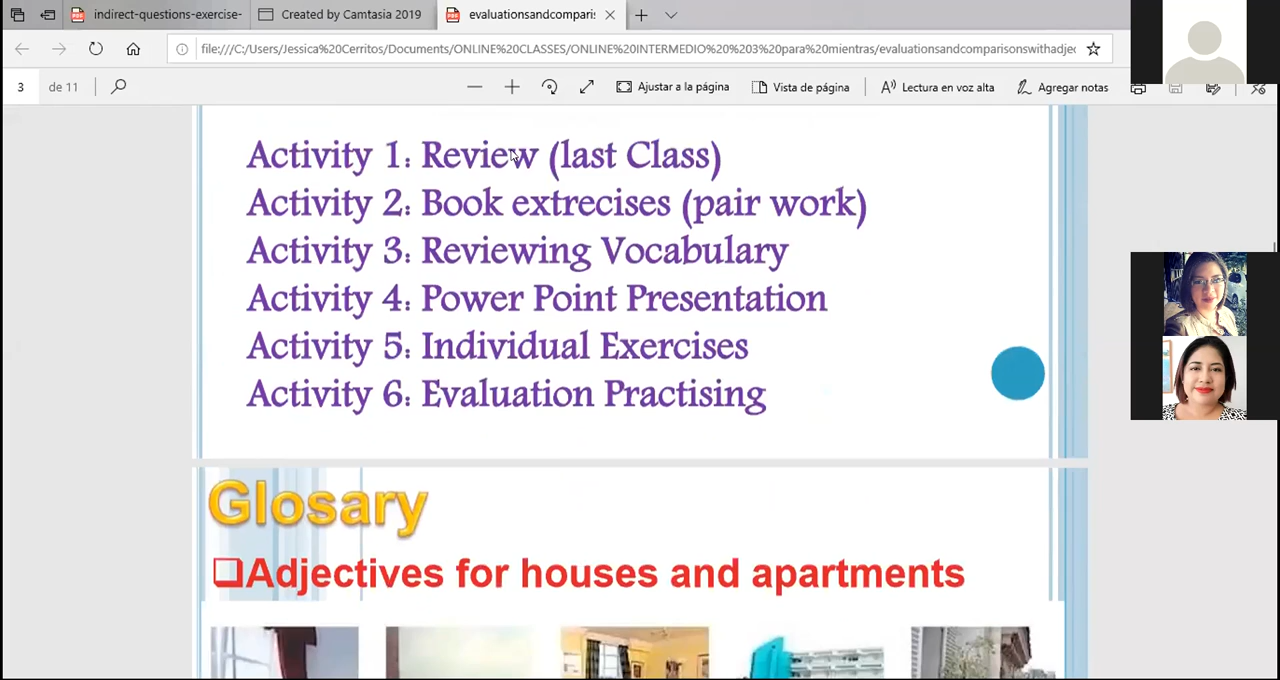 indirect-questions-exercise-
Created by Camtasia 2019
evaluationsandcomparis
file:///C:/Users/Jessica%20Cerritos/Documents/ONLINE%20CLASSES/ONLINE%20INTERMEDIO%20%203%20para%20mientras/evaluationsandcomparisonswithadjec
3 de 11
Ajustar a la página
Vista de página
Lectura en voz alta
Agregar notas
Activity 1: Review (last Class)
Activity 2: Book extrecises (pair work)
Activity 3: Reviewing Vocabulary
Activity 4: Power Point Presentation
Activity 5: Individual Exercises
Activity 6: Evaluation Practising
Glosary
Adjectives for houses and apartments